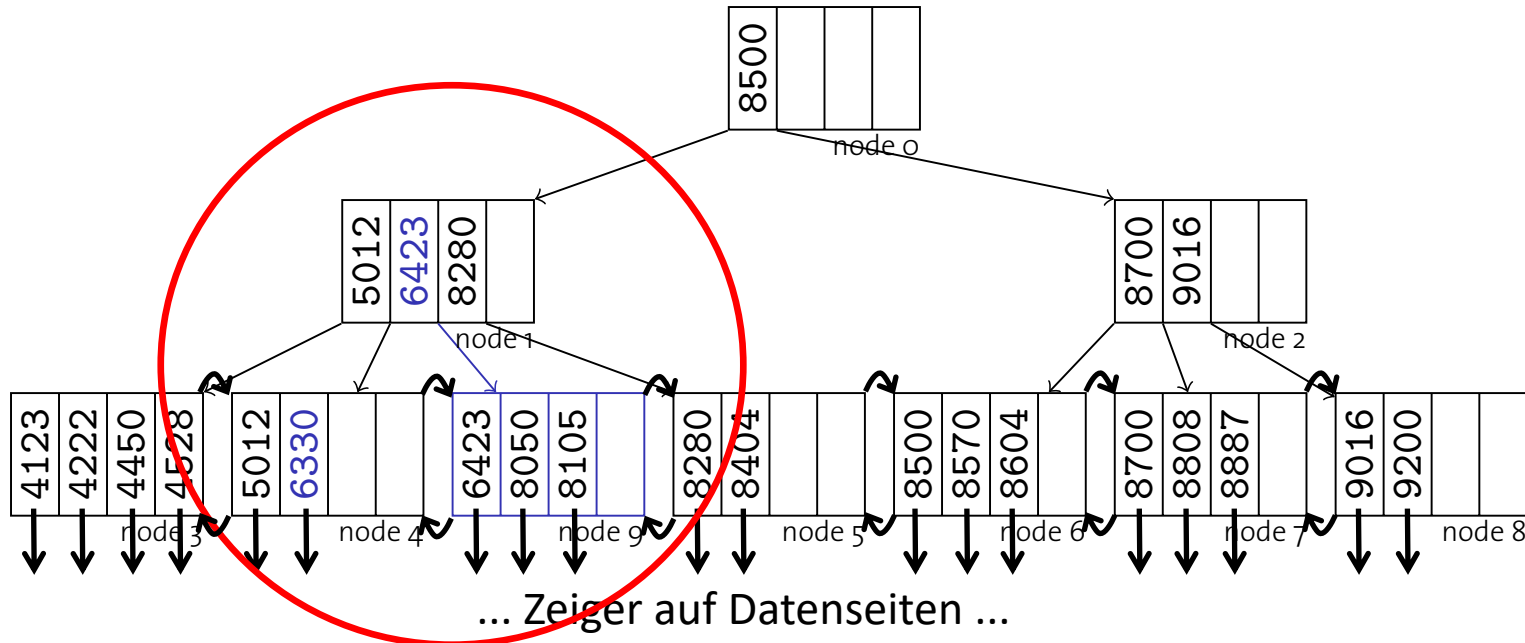 8500
node 0
5012 6423 8280
node 1
8700 9016
node 2
4123 4222 4450 4528
node 3
5012 6330
node 4
6423 8050 8105
node 9
8280 8404
node 5
8500 8570 8604
node 6
8700 8808 8887
node 7
9016 9200
node 8
... Zeiger auf Datenseiten ...